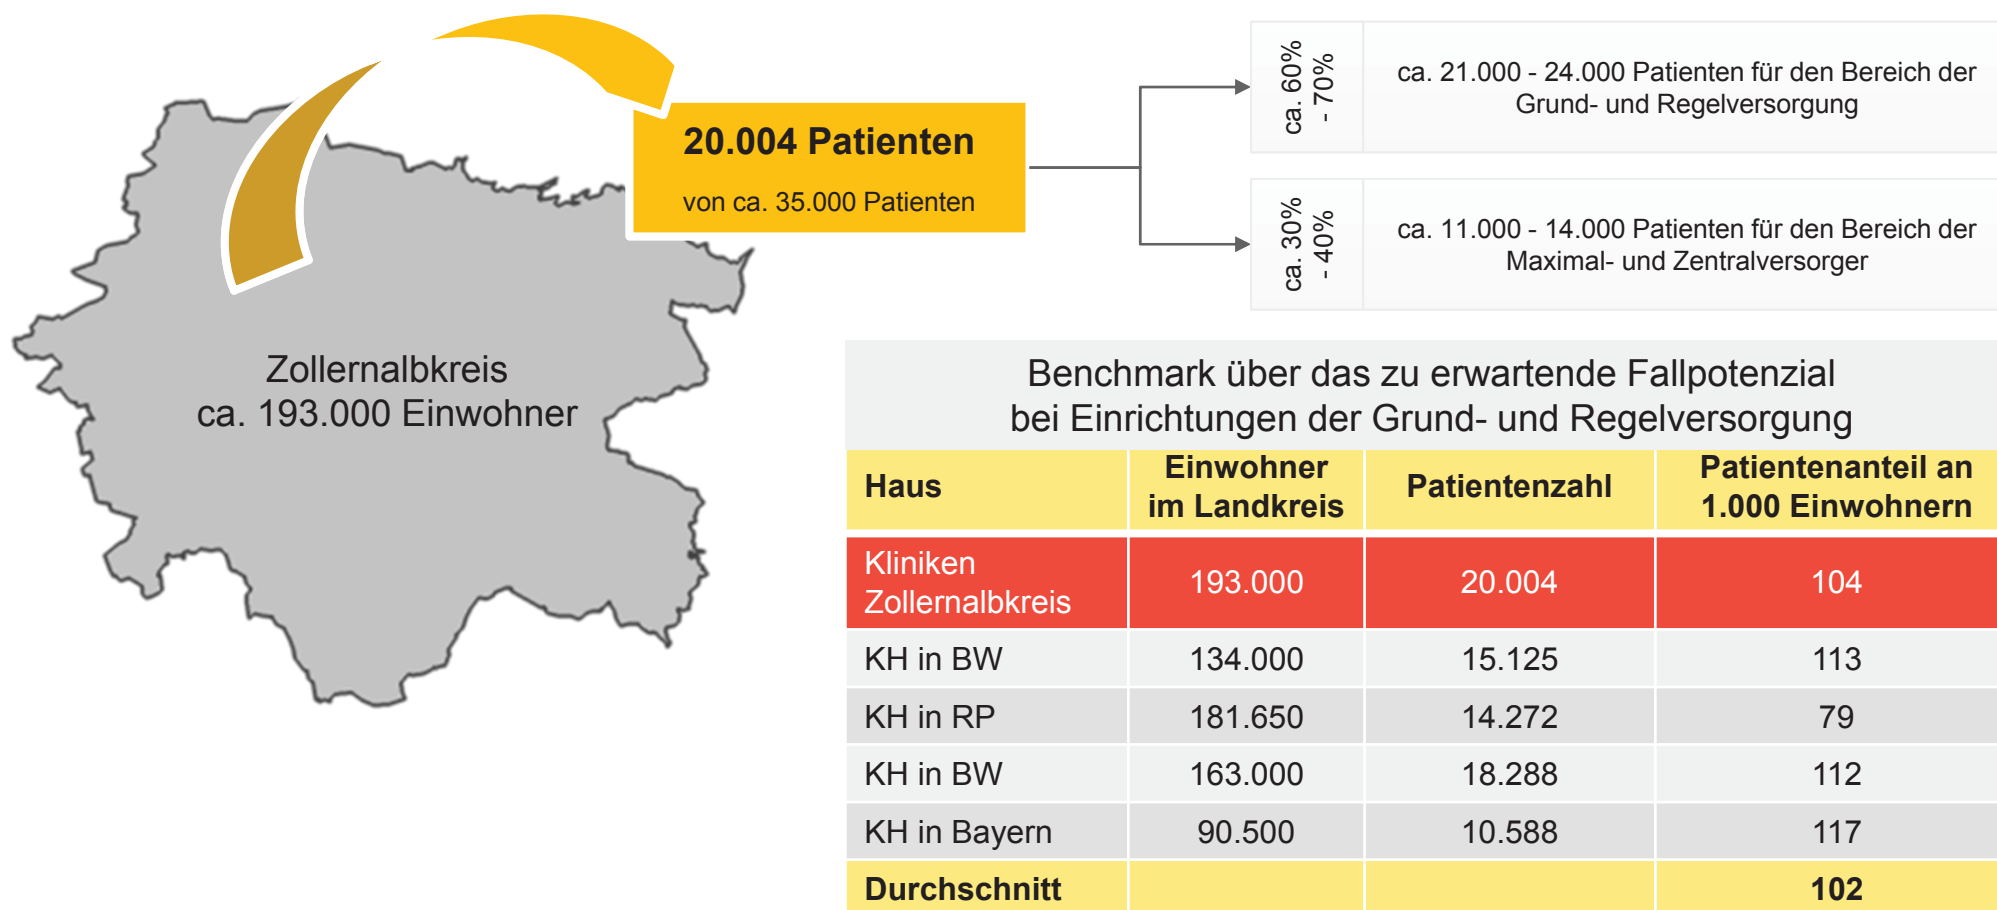 20.004 Patienten
von ca. 35.000 Patienten
ca. 60%
- 70%
ca. 21.000 - 24.000 Patienten für den Bereich der
Grund- und Regelversorgung
ca. 30%
- 40%
ca. 11.000 - 14.000 Patienten für den Bereich der
Maximal- und Zentralversorger
Zollernalbkreis
ca. 193.000 Einwohner
Benchmark über das zu erwartende Fallpotenzial
bei Einrichtungen der Grund- und Regelversorgung
Haus Einwohner im Landkreis Patientenzahl Patientenanteil an 1.000 Einwohnern
Kliniken Zollernalbkreis 193.000 20.004 104
KH in BW 134.000 15.125 113
KH in RP 181.650 14.272 79
KH in BW 163.000 18.288 112
KH in Bayern 90.500 10.588 117
Durchschnitt 102